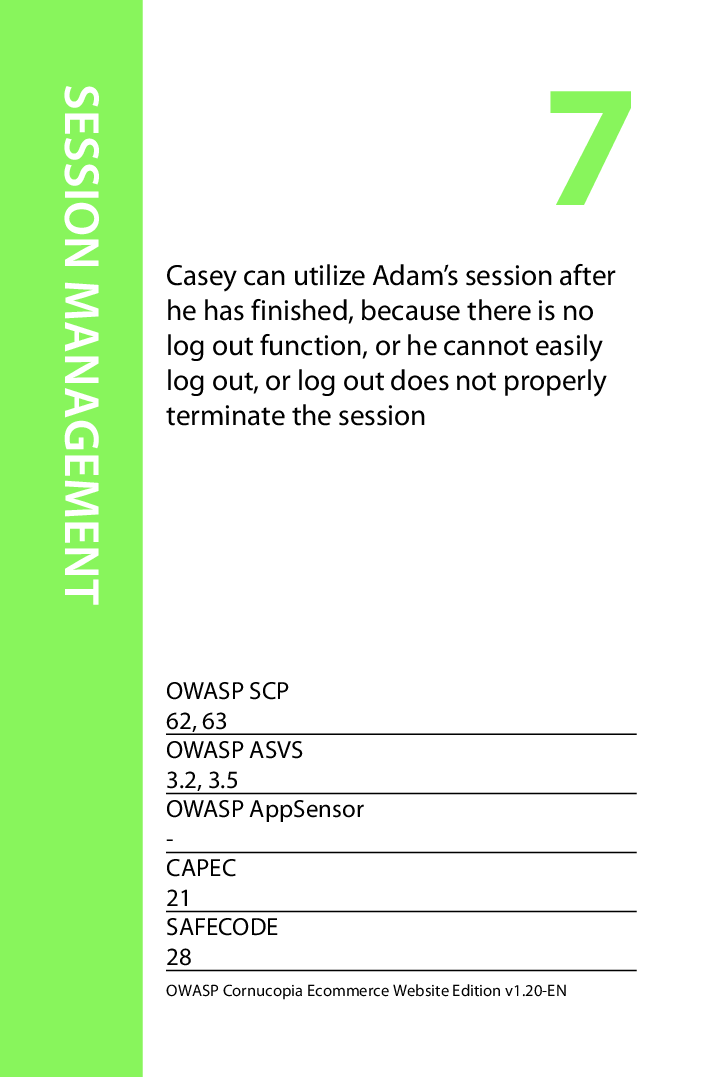 SESSION MANAGEMENT
7
Casey can utilize Adam’s session after
he has finished, because there is no
log out function, or he cannot easily
log out, or log out does not properly
terminate the session
OWASP SCP
62, 63
OWASP ASVS
3.2, 3.5
OWASP AppSensor
-
CAPEC
21
SAFECODE
28
OWASP Cornucopia Ecommerce Website Edition v1.20-EN